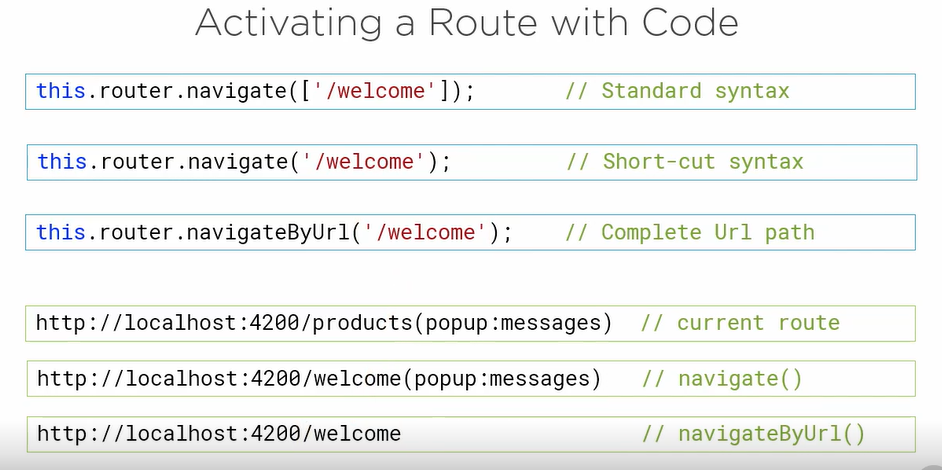 Activating a Route with Code
this.router.navigate(['/welcome']); // Standard syntax
this.router.navigate('/welcome'); // Short-cut syntax
this.router.navigateByUrl('/welcome'); // Complete Url path
http://localhost:4200/products(popup:messages) // current route
http://localhost:4200/welcome(popup:messages) // navigate()
http://localhost:4200/welcome // navigateByUrl()